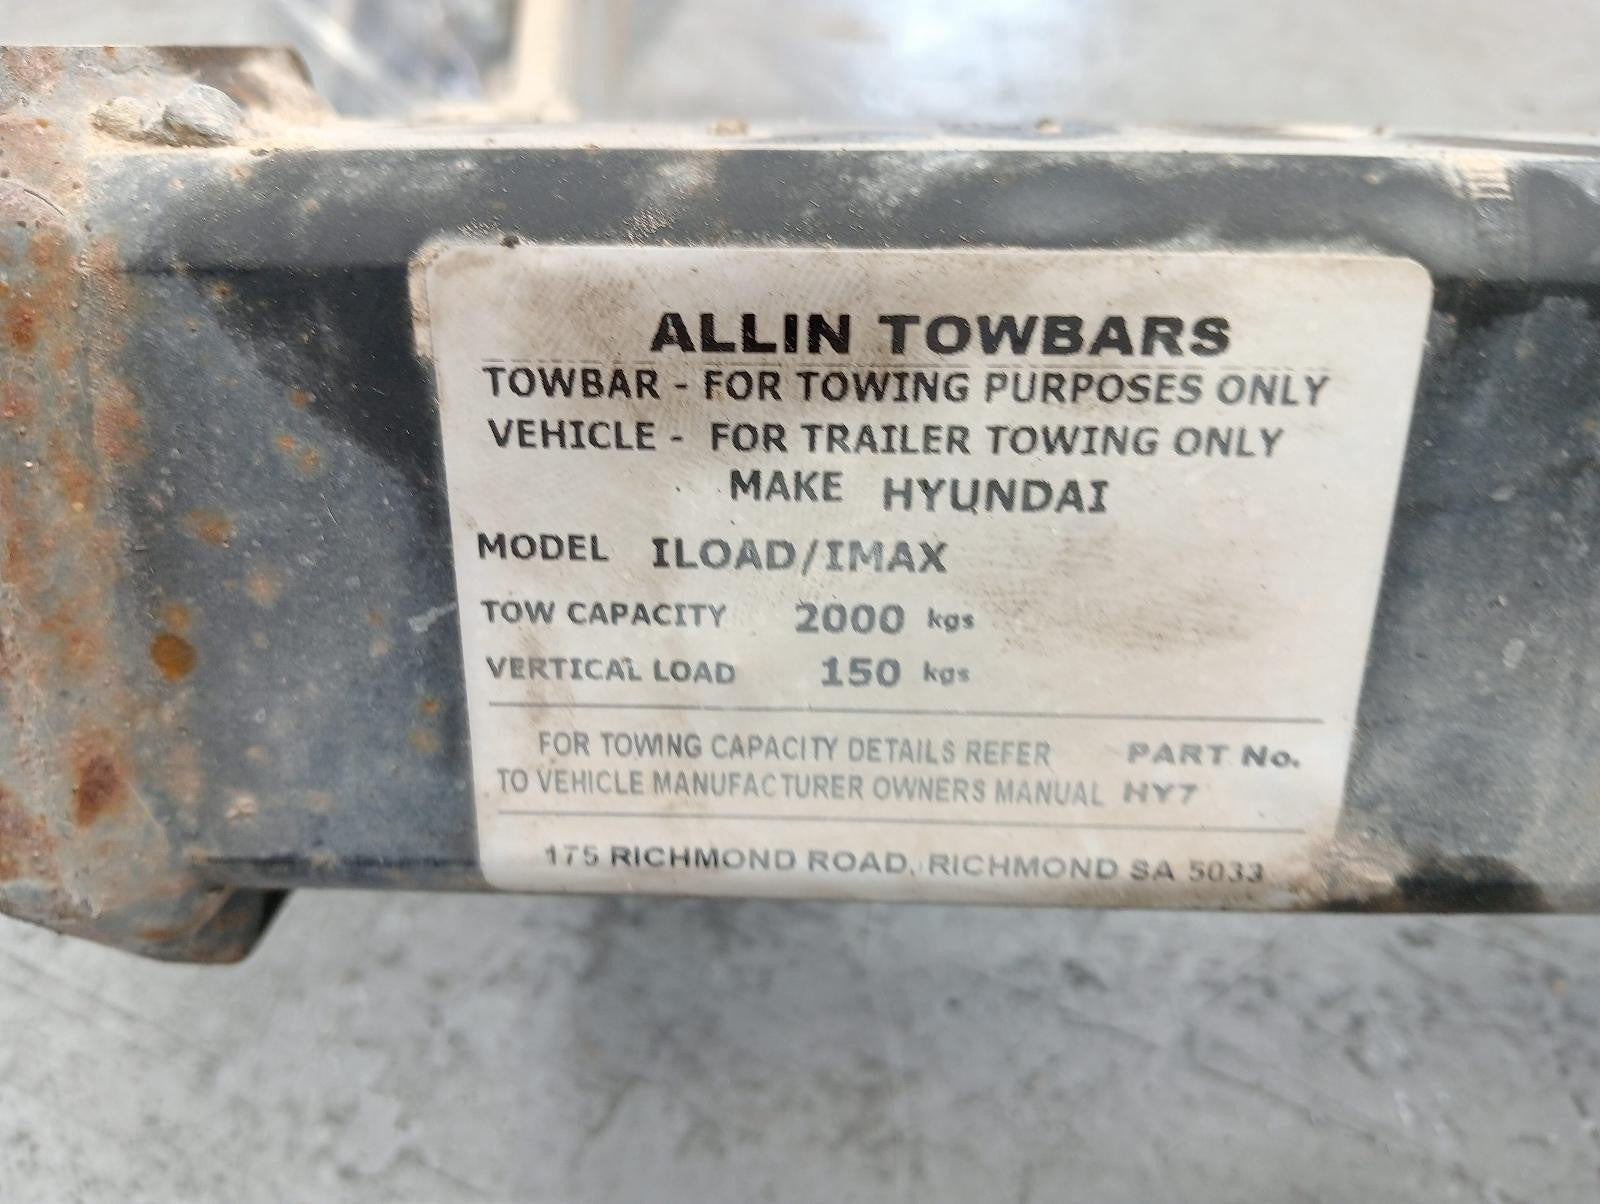 ALLIN TOWBARS
TOWBAR - FOR TOWING PURPOSES ONLY
VEHICLE - FOR TRAILER TOWING ONLY
MAKE HYUNDAI
MODEL ILOAD/IMAX
TOW CAPACITY 2000 kgs
VERTICAL LOAD 150 kgs
FOR TOWING CAPACITY DETAILS REFER PART No.
TO VEHICLE MANUFACTURER OWNERS MANUAL HY7
175 RICHMOND ROAD, RICHMOND SA 5033